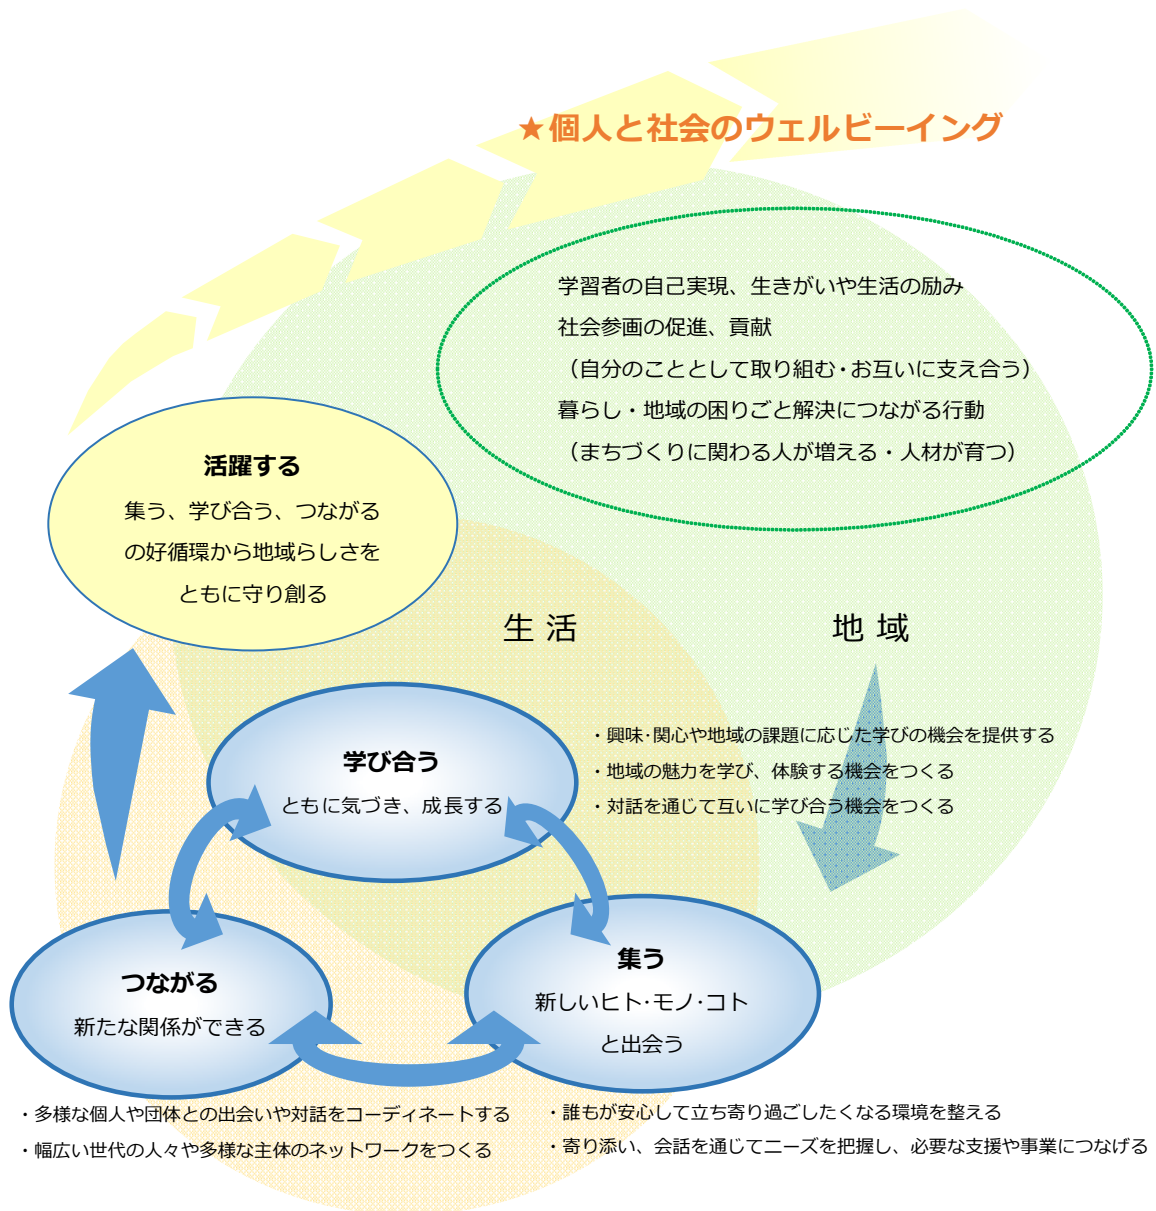 ★個人と社会のウェルビーイング
学習者の自己実現、生きがいや生活の励み
社会参画の促進、貢献
（自分のこととして取り組む・お互いに支え合う）
暮らし・地域の困りごと解決につながる行動
（まちづくりに関わる人が増える・人材が育つ）
活躍する
集う、学び合う、つながる
の好循環から地域らしさを
ともに守り創る
生 活
地 域
学び合う
ともに気づき、成長する
・興味・関心や地域の課題に応じた学びの機会を提供する
・地域の魅力を学び、体験する機会をつくる
・対話を通じて互いに学び合う機会をつくる
つながる
新たな関係ができる
集う
新しいヒト・モノ・コト
と出会う
・多様な個人や団体との出会いや対話をコーディネートする
・幅広い世代の人々や多様な主体のネットワークをつくる
・誰もが安心して立ち寄り過ごしたくなる環境を整える
・寄り添い、会話を通じてニーズを把握し、必要な支援や事業につなげる